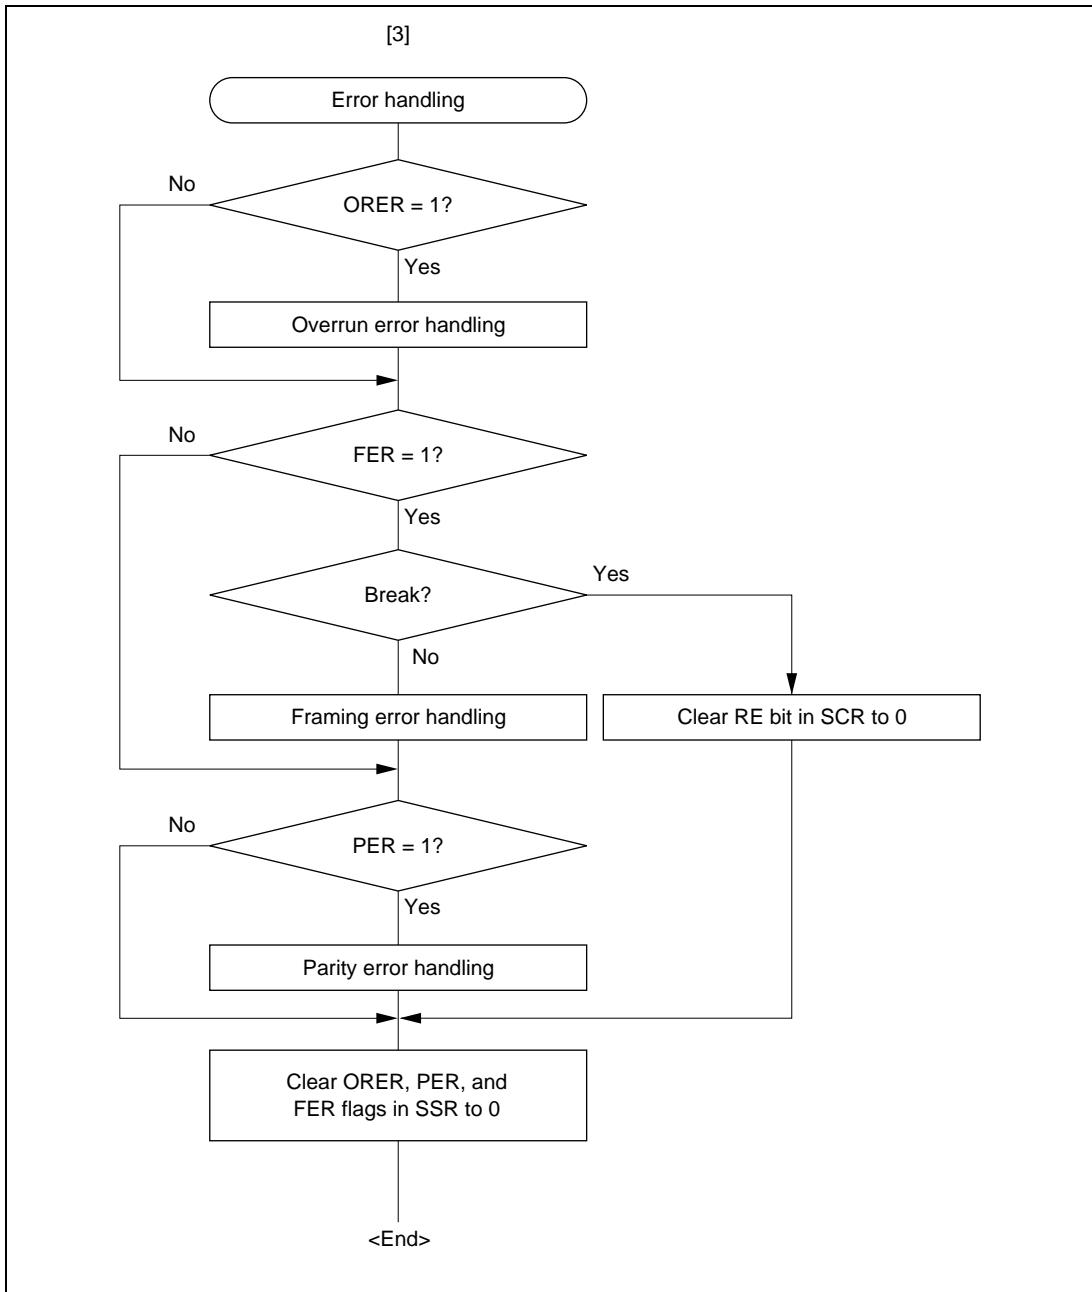 [3]
Error handling
No
ORER = 1?
Yes
Overrun error handling
No
FER = 1?
Yes
Break?
Yes
No
Framing error handling
Clear RE bit in SCR to 0
No
PER = 1?
Yes
Parity error handling
Clear ORER, PER, and
FER flags in SSR to 0
<End>